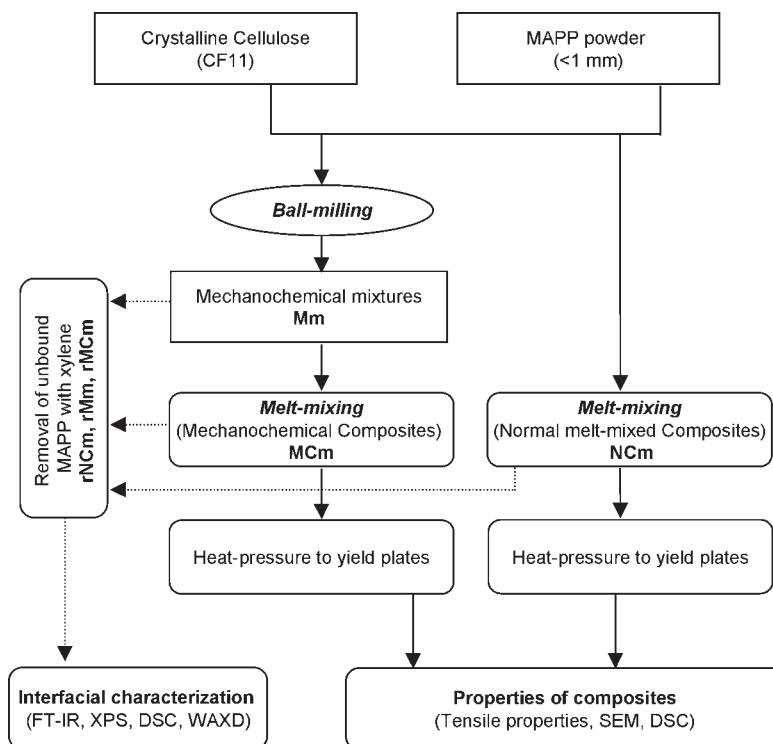 Crystalline Cellulose
(CF11)
MAPP powder
(<1 mm)
Ball-milling
Mechanochemical mixtures
Mm
Removal of unbound
MAPP with xylene
rNCm, rMm, rMCm
Melt-mixing
(Mechanochemical Composites)
MCm
Melt-mixing
(Normal melt-mixed Composites)
NCm
Heat-pressure to yield plates
Heat-pressure to yield plates
Interfacial characterization
(FT-IR, XPS, DSC, WAXD)
Properties of composites
(Tensile properties, SEM, DSC)